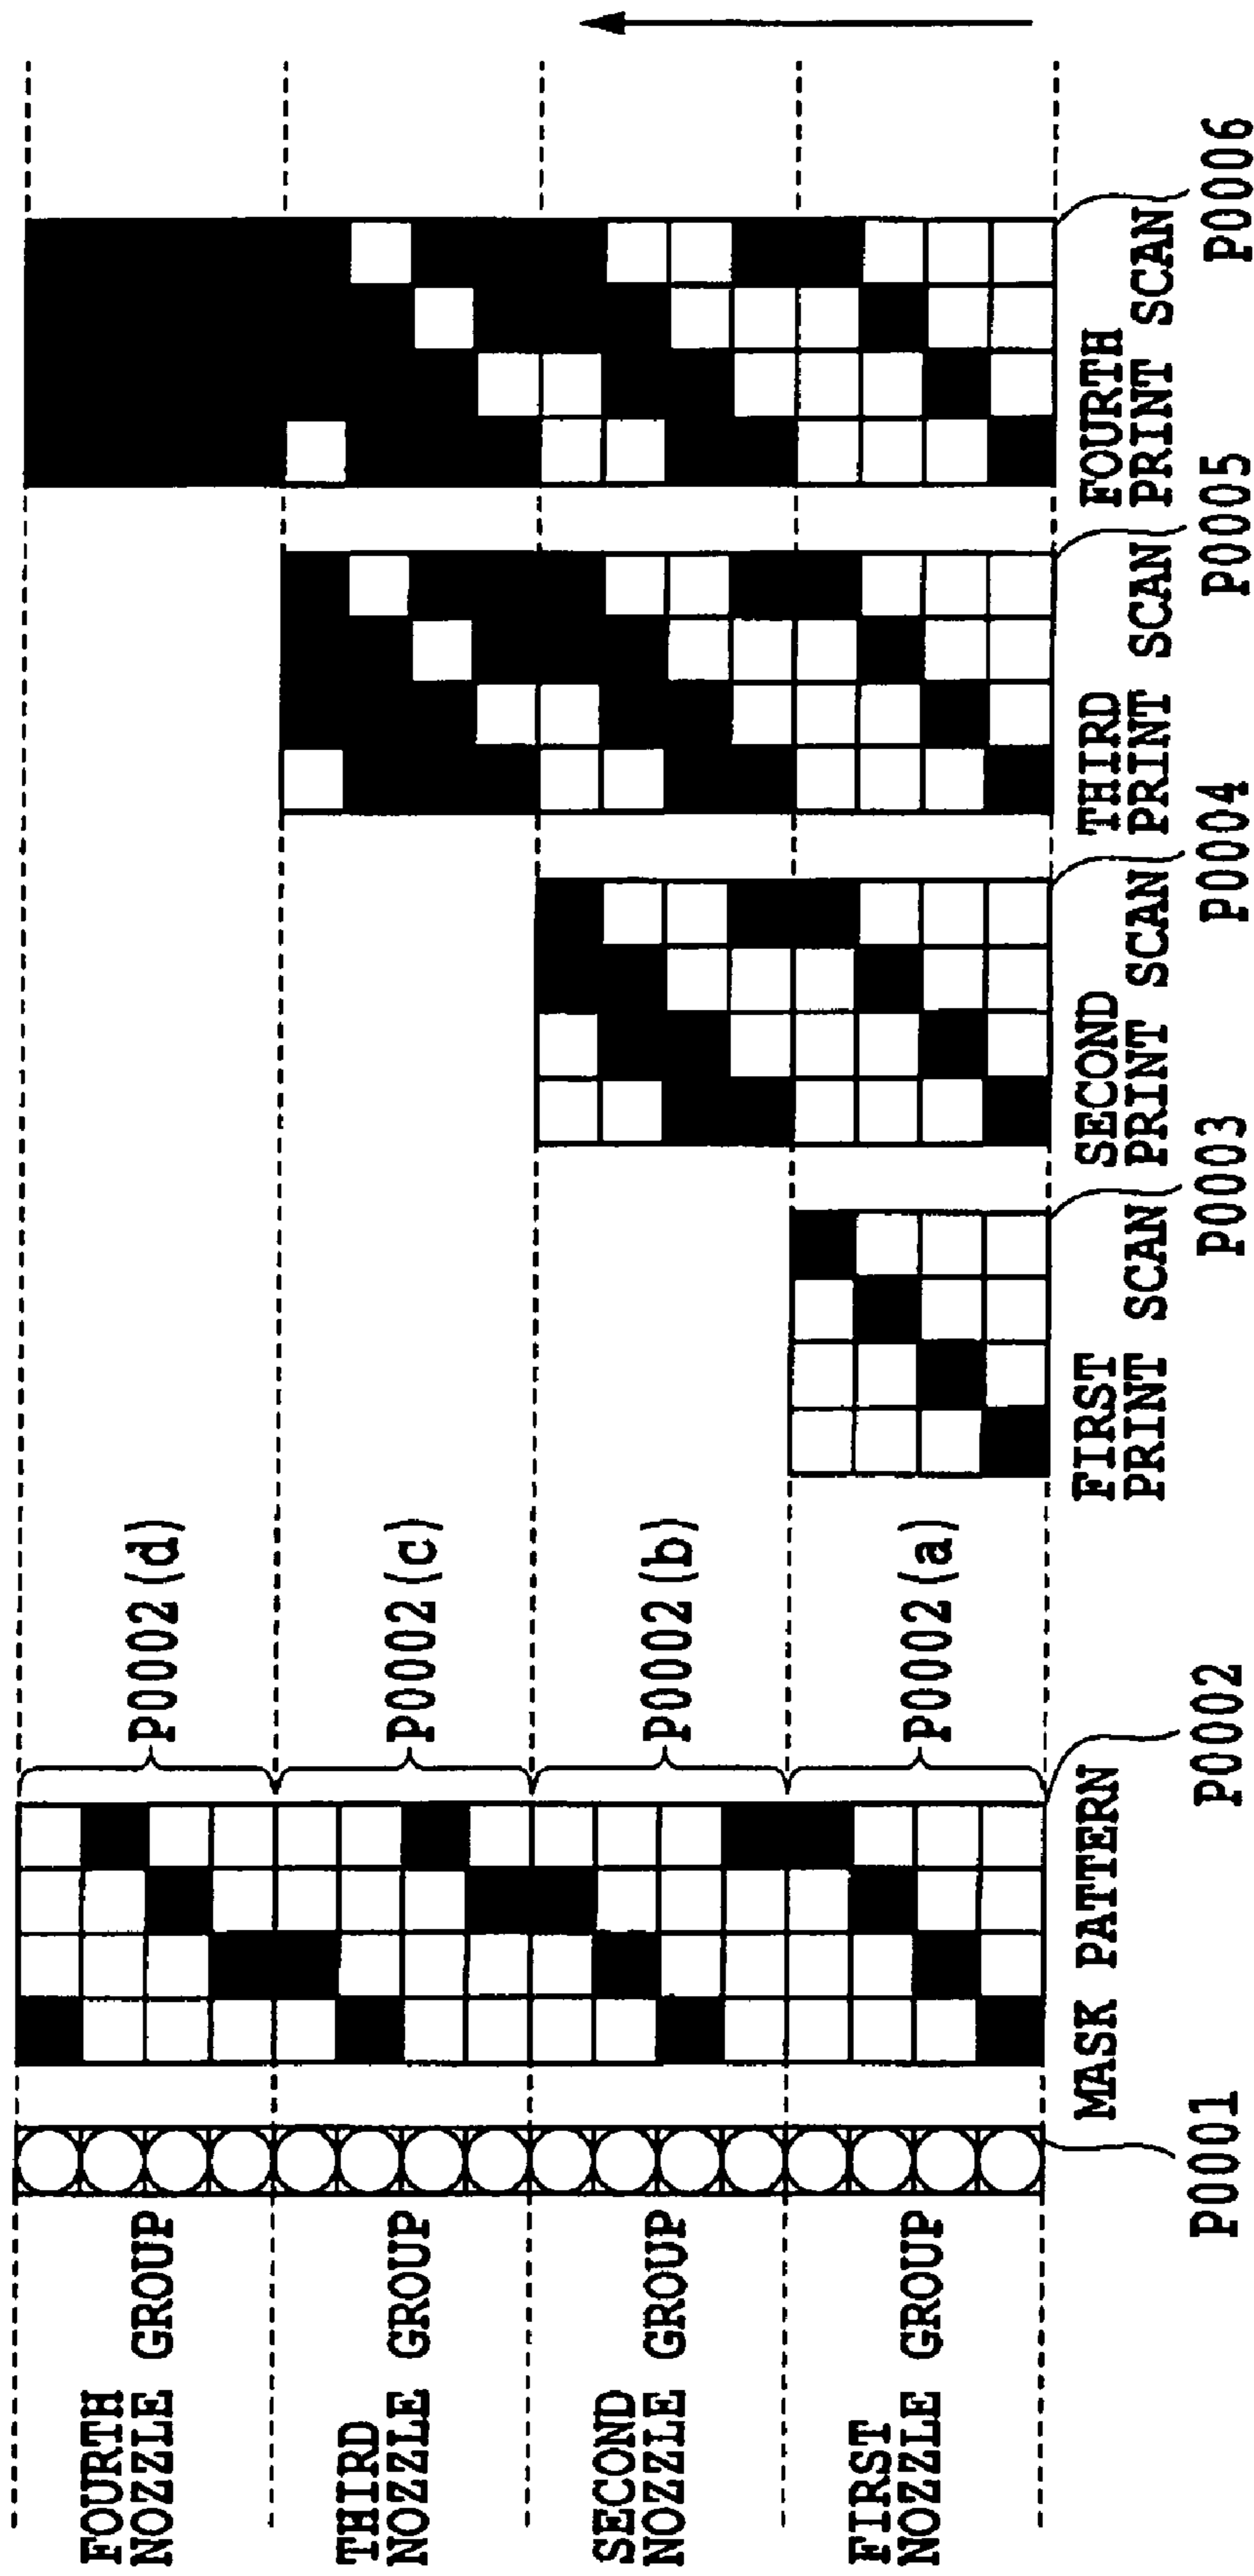 FOURTH
NOZZLE GROUP
THIRD
NOZZLE GROUP
SECOND
NOZZLE GROUP
FIRST
NOZZLE GROUP
P0001
MASK PATTERN
P0002
P0002(d)
P0002(c)
P0002(b)
P0002(a)
FIRST
PRINT SCAN
P0003
SECOND
PRINT SCAN
P0004
THIRD
PRINT SCAN
P0005
FOURTH
PRINT SCAN
P0006